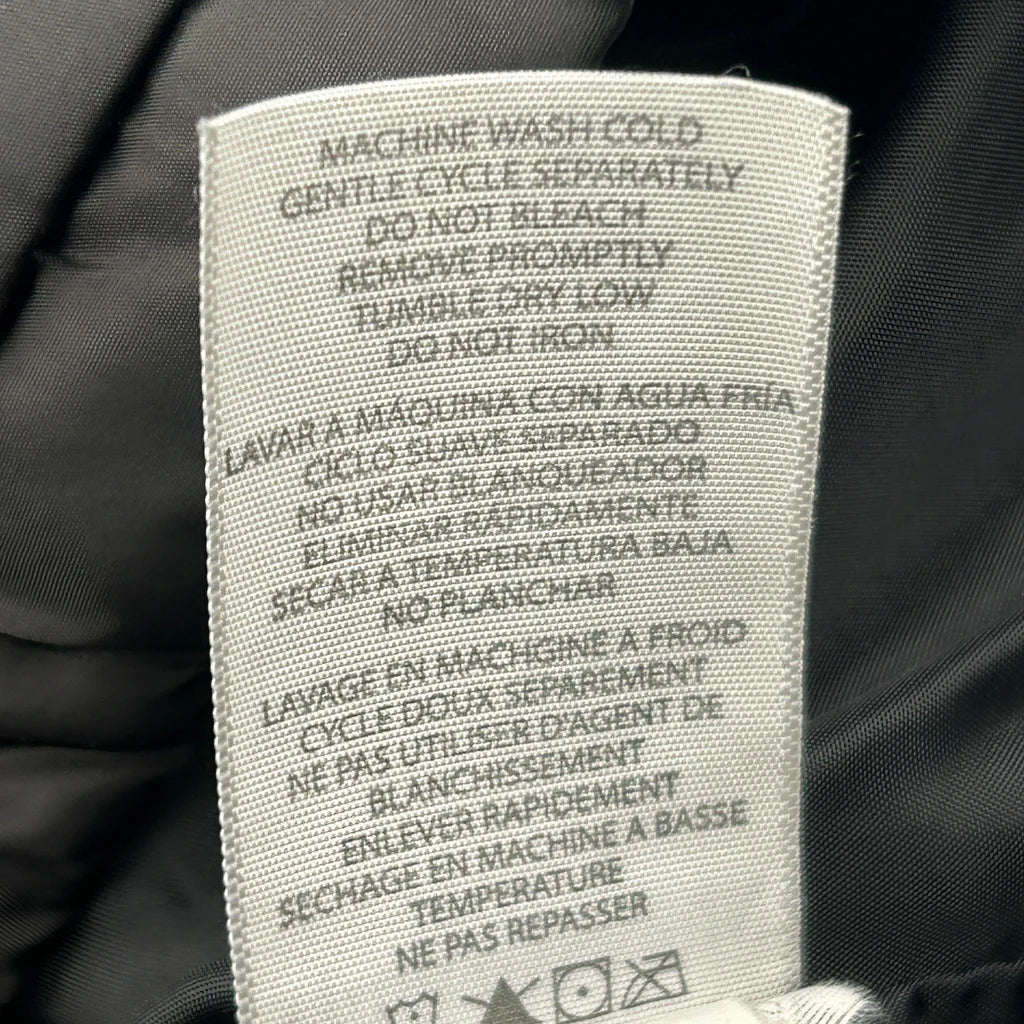 MACHINE WASH COLD
GENTLE CYCLE SEPARATELY
DO NOT BLEACH
REMOVE PROMPTLY
TUMBLE DRY LOW
DO NOT IRON
LAVAR A MAQUINA CON AGUA FRÍA
CICLO SUAVE SEPARADO
NO USAR BLANQUEADOR
ELIMINAR RAPIDAMENTE
SECAR A TEMPERATURA BAJA
NO PLANCHAR
LAVAGE EN MACHIGINE A FROID
CYCLE DOUX SEPAREMENT
NE PAS UTILISER D'AGENT DE
BLANCHISSEMENT
ENLEVER RAPIDEMENT
SECHAGE EN MACHINE A BASSE
TEMPERATURE
NE PAS REPASSER